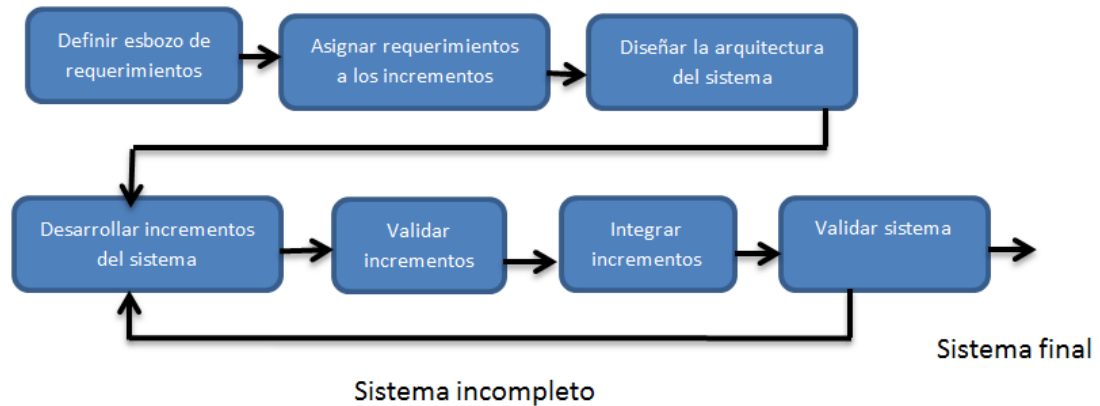 Definir esbozo de
requerimientos
Asignar requerimientos
a los incrementos
Diseñar la arquitectura
del sistema
Desarrollar incrementos
del sistema
Validar
incrementos
Integrar
incrementos
Validar sistema
Sistema final
Sistema incompleto